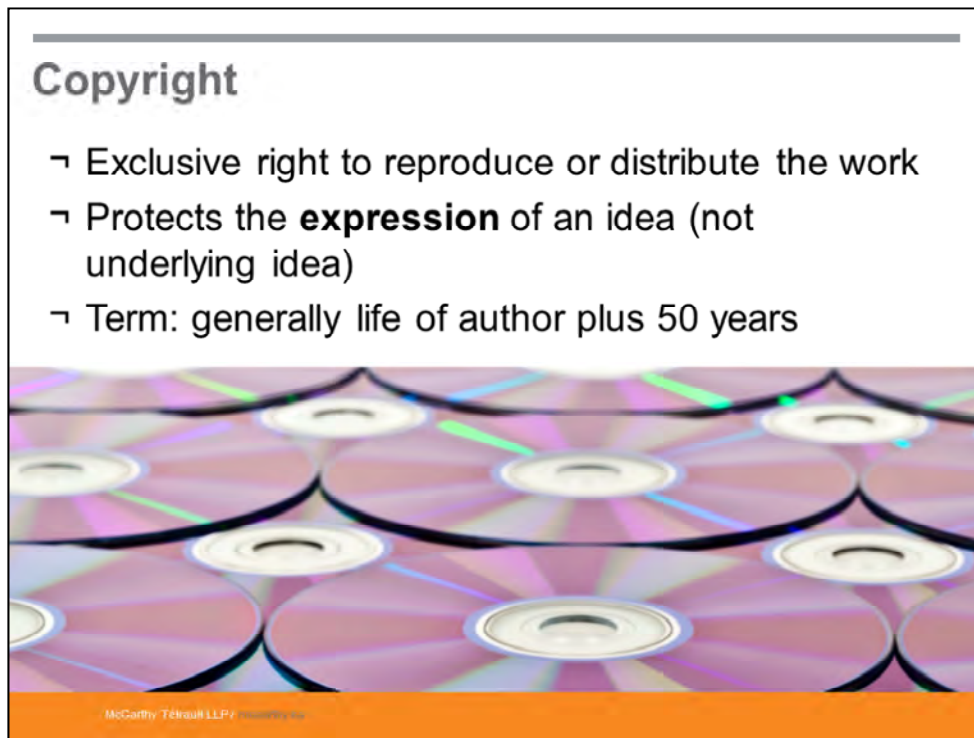 Copyright
¬ Exclusive right to reproduce or distribute the work
¬ Protects the expression of an idea (not
underlying idea)
¬ Term: generally life of author plus 50 years
McCarthy Tétrault LLP /